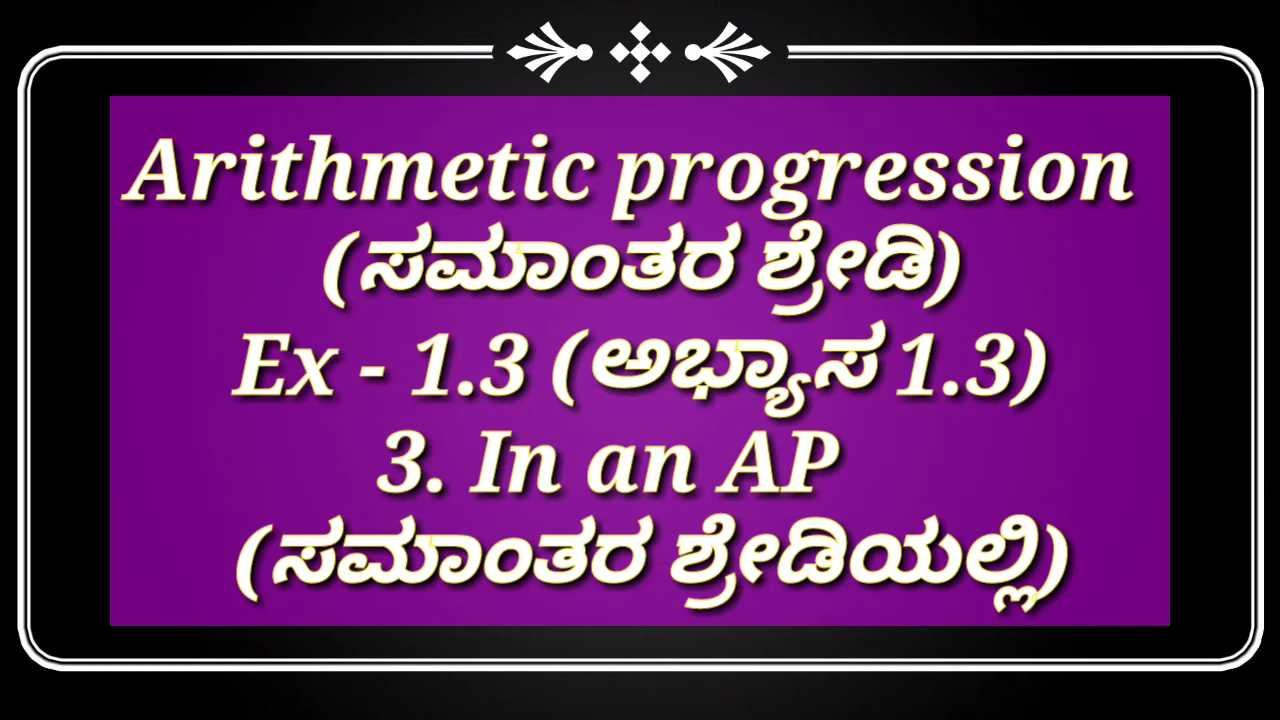 Arithmetic progression
(ಸಮಾಂತರ ಶ್ರೇಡಿ)
Ex - 1.3 (ಅಭ್ಯಾಸ 1.3)
3. In an AP
(ಸಮಾಂತರ ಶ್ರೇಡಿಯಲ್ಲಿ)